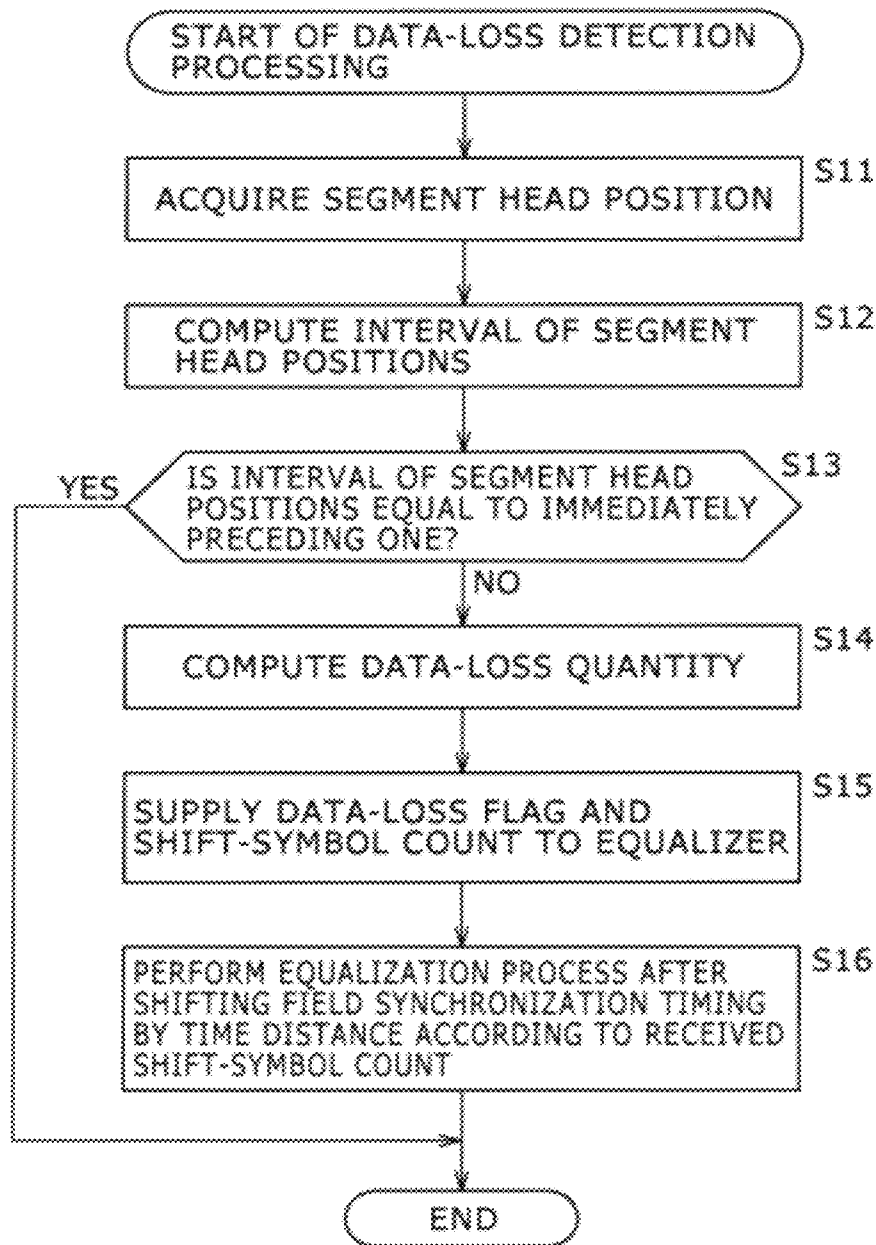 START OF DATA-LOSS DETECTION
PROCESSING
S11
ACQUIRE SEGMENT HEAD POSITION
S12
COMPUTE INTERVAL OF SEGMENT
HEAD POSITIONS
S13
YES
IS INTERVAL OF SEGMENT HEAD
POSITIONS EQUAL TO IMMEDIATELY
PRECEDING ONE?
NO
S14
COMPUTE DATA-LOSS QUANTITY
S15
SUPPLY DATA-LOSS FLAG AND
SHIFT-SYMBOL COUNT TO EQUALIZER
S16
PERFORM EQUALIZATION PROCESS AFTER
SHIFTING FIELD SYNCHRONIZATION TIMING
BY TIME DISTANCE ACCORDING TO RECEIVED
SHIFT-SYMBOL COUNT
END